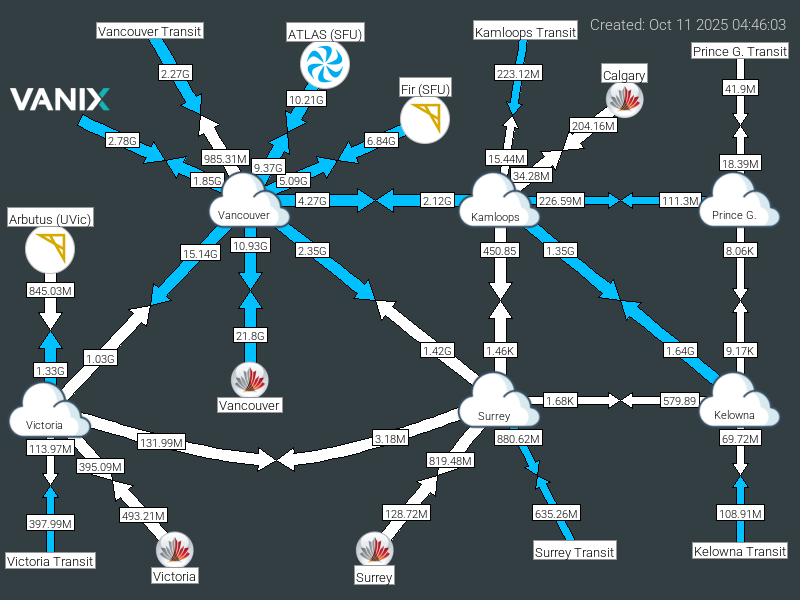 Created: Oct 11 2025 04:46:03
Vancouver Transit
ATLAS (SFU)
Kamloops Transit
Prince G. Transit
2.27G
223.12M
Calgary
Fir (SFU)
41.9M
VANIX
10.21G
204.16M
2.78G
6.84G
985.31M
15.44M
18.39M
9.37G
34.28M
1.85G
5.09G
4.27G
2.12G
226.59M
111.3M
Vancouver
Kamloops
Prince G.
Arbutus (UVic)
15.14G
10.93G
2.35G
450.85
1.35G
8.06K
845.03M
21.8G
1.03G
1.42G
1.46K
1.64G
9.17K
1.33G
Vancouver
1.68K
579.89
Victoria
Surrey
Kelowna
113.97M
131.99M
3.18M
880.62M
69.72M
395.09M
819.48M
397.99M
493.21M
128.72M
635.26M
108.91M
Victoria Transit
Victoria
Surrey
Surrey Transit
Kelowna Transit